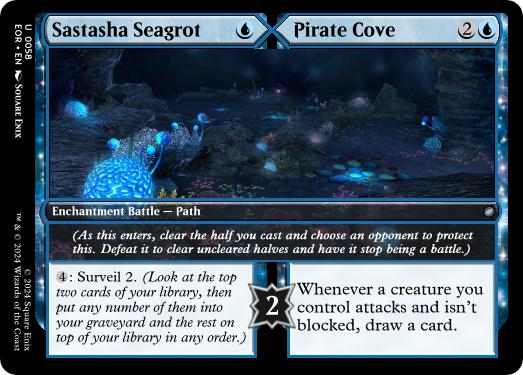 Sastasha Seagrot
Pirate Cove
2
Enchantment Battle — Path
(As this enters, clear the half you cast and choose an opponent to protect
this. Defeat it to clear uncleared halves and have it stop being a battle.)
4: Surveil 2. (Look at the top
two cards of your library, then
put any number of them into
your graveyard and the rest on
top of your library in any order.)
2
Whenever a creature you
control attacks and isn't
blocked, draw a card.
U 0058
EOR • EN Square Enix
™ & © 2024 Wizards of the Coast
© 2024 Square Enix